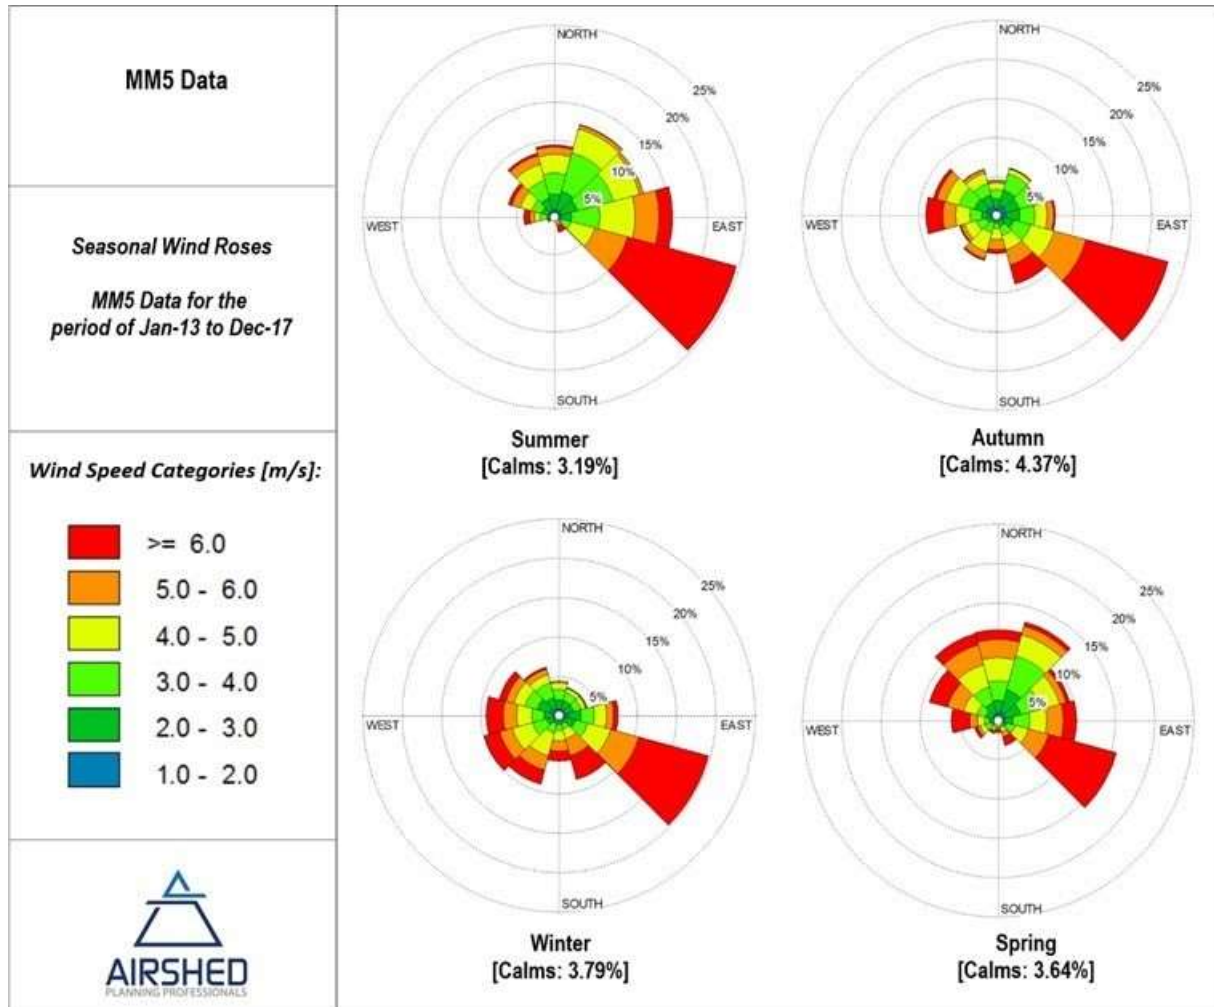 MM5 Data
Seasonal Wind Roses
MM5 Data for the
period of Jan-13 to Dec-17
Wind Speed Categories [m/s]:
>= 6.0
5.0 - 6.0
4.0 - 5.0
3.0 - 4.0
2.0 - 3.0
1.0 - 2.0
AIRSHED
PLANNING PROFESSIONALS
NORTH
25%
20%
15%
10%
5%
WEST
EAST
SOUTH
Summer
[Calms: 3.19%]
NORTH
25%
20%
15%
10%
5%
WEST
EAST
SOUTH
Autumn
[Calms: 4.37%]
NORTH
25%
20%
15%
10%
5%
WEST
EAST
SOUTH
Winter
[Calms: 3.79%]
NORTH
25%
20%
15%
10%
5%
WEST
EAST
SOUTH
Spring
[Calms: 3.64%]